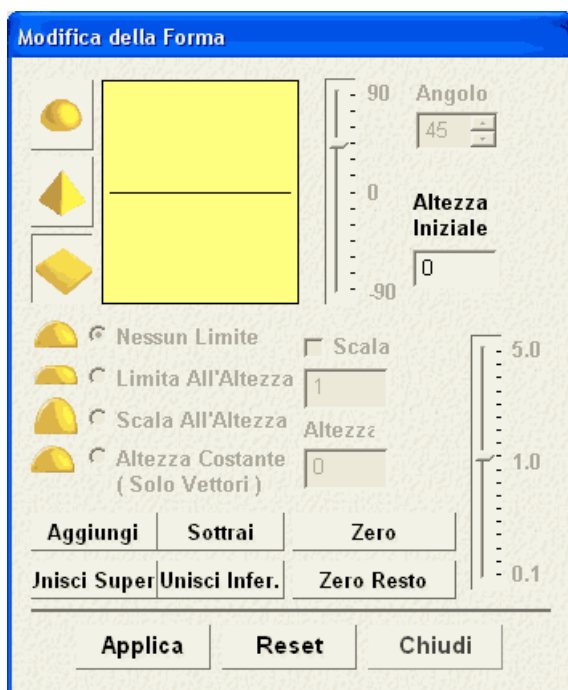 Modifica della Forma
90
Angolo
45
0
Altezza
Iniziale
0
-90
Nessun Limite
Scala
5.0
Limita All'Altezza
1
Scala All'Altezza
Altezza
Altezza Costante
0
1.0
( Solo Vettori )
Aggiungi
Sottrai
Zero
Jnisci Super
Unisci Infer.
Zero Resto
0.1
Applica
Reset
Chiudi